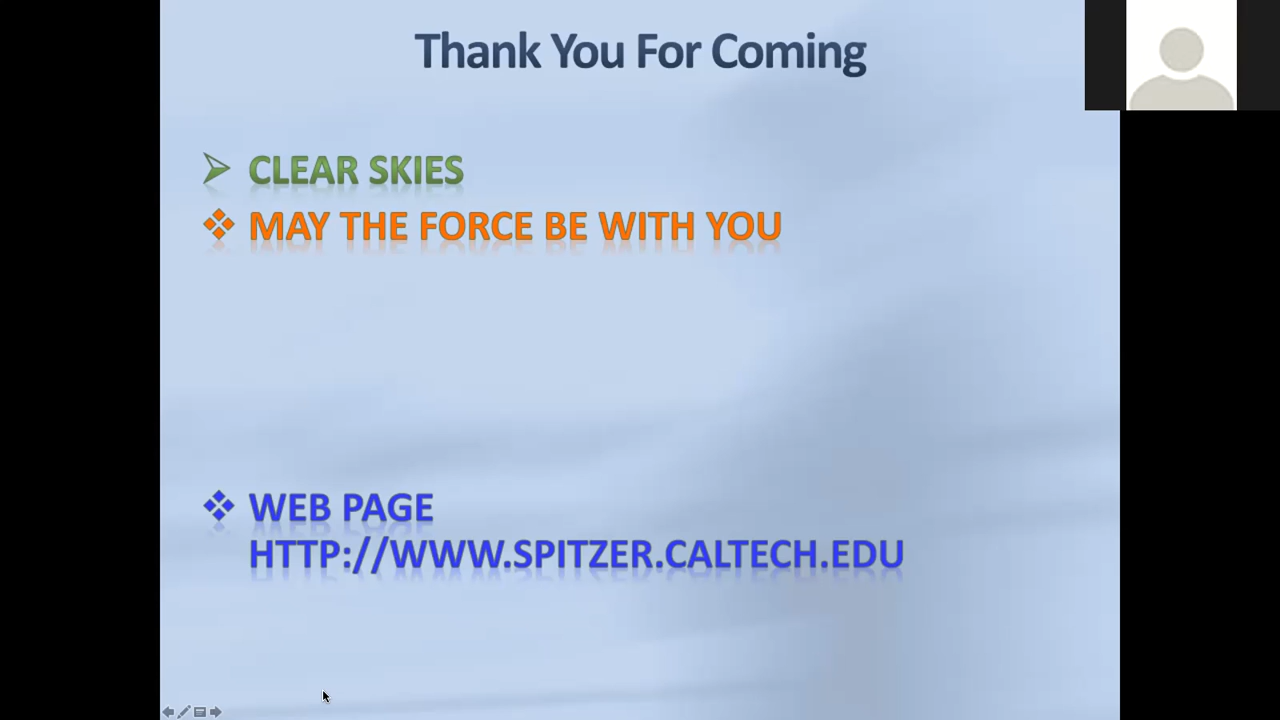 Thank You For Coming
CLEAR SKIES
MAY THE FORCE BE WITH YOU
WEB PAGE
HTTP://WWW.SPITZER.CALTECH.EDU